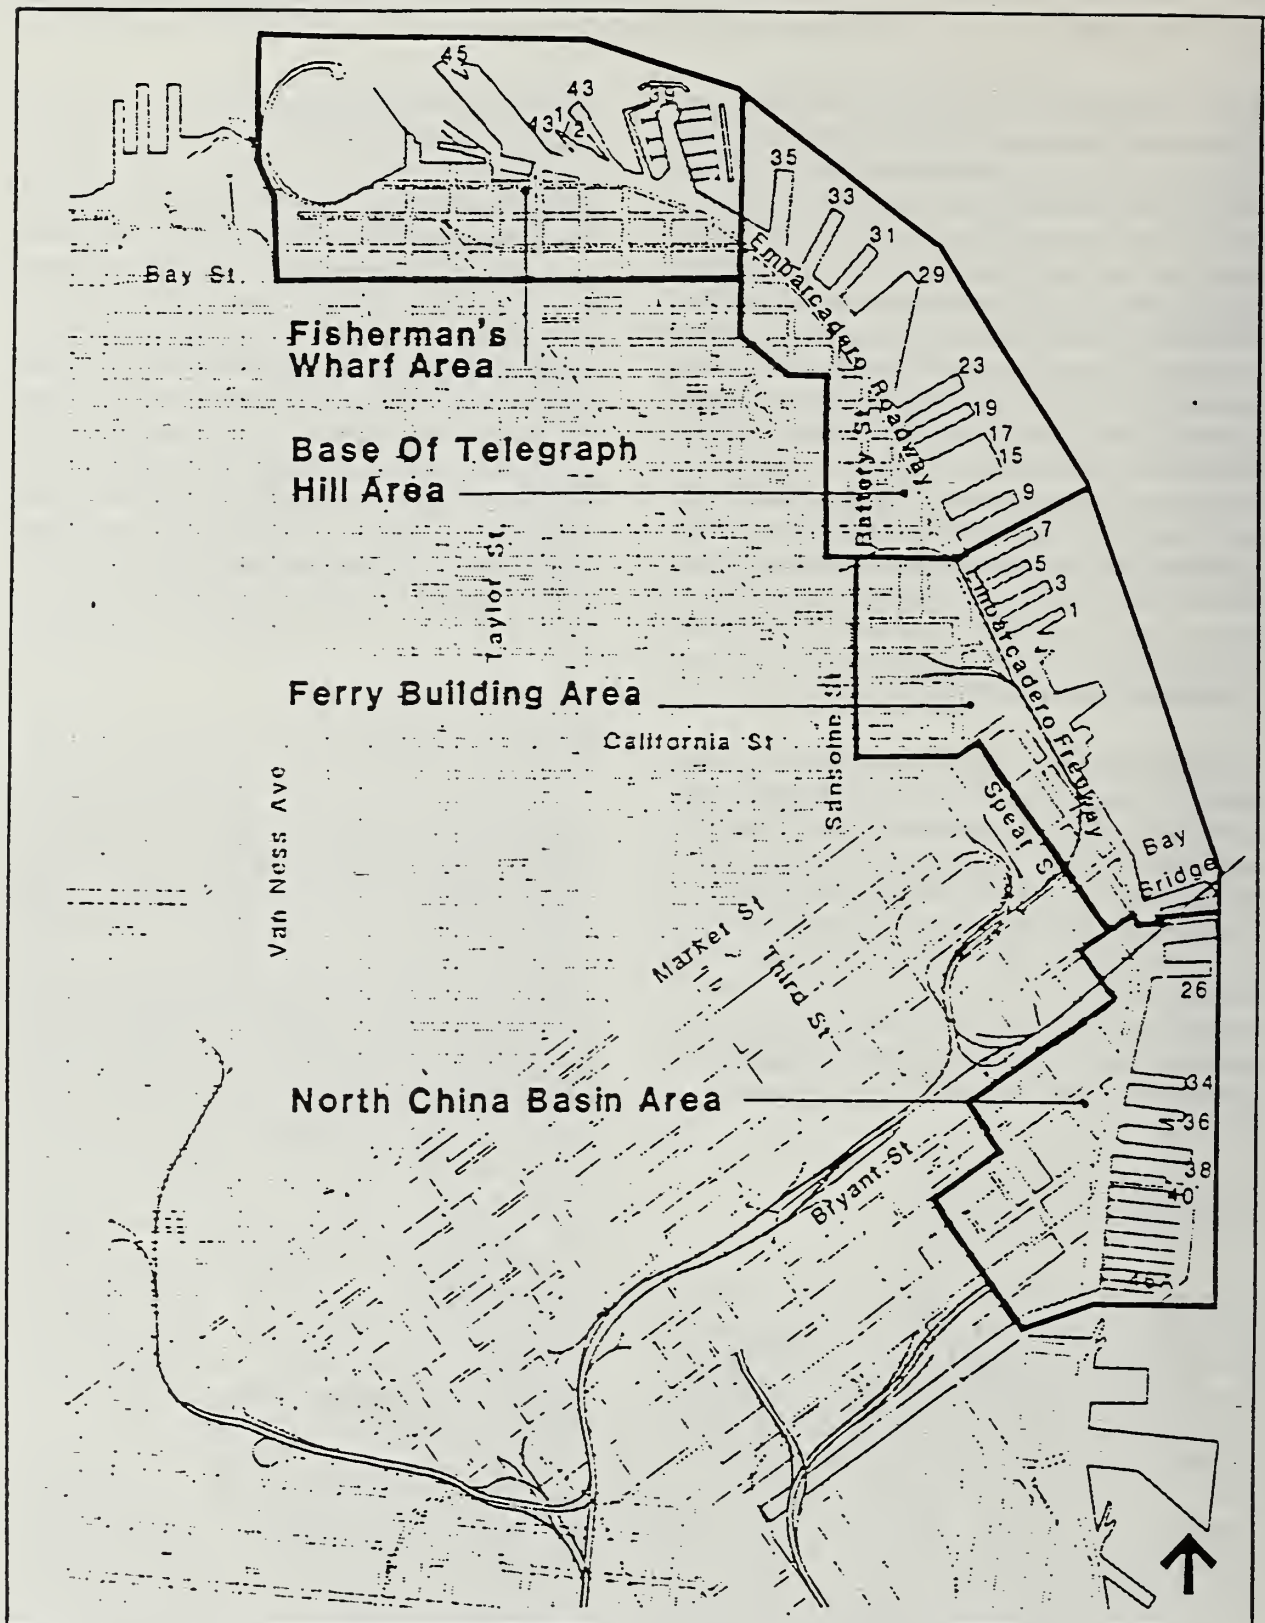 45
43
39
43 1/2
35
33
31
29
Embarcadero Roadway
Bay St.
Fisherman's
Wharf Area
23
19
17
15
9
7
5
3
1
Base Of Telegraph
Hill Area
Battery St
Taylor St.
Embarcadero Freeway
Ferry Building Area
California St
Sansome St
Van Ness Ave
Spear St
Bay
Bridge
Market St
Third St
26
North China Basin Area
34
36
38
40
Bryant St
46